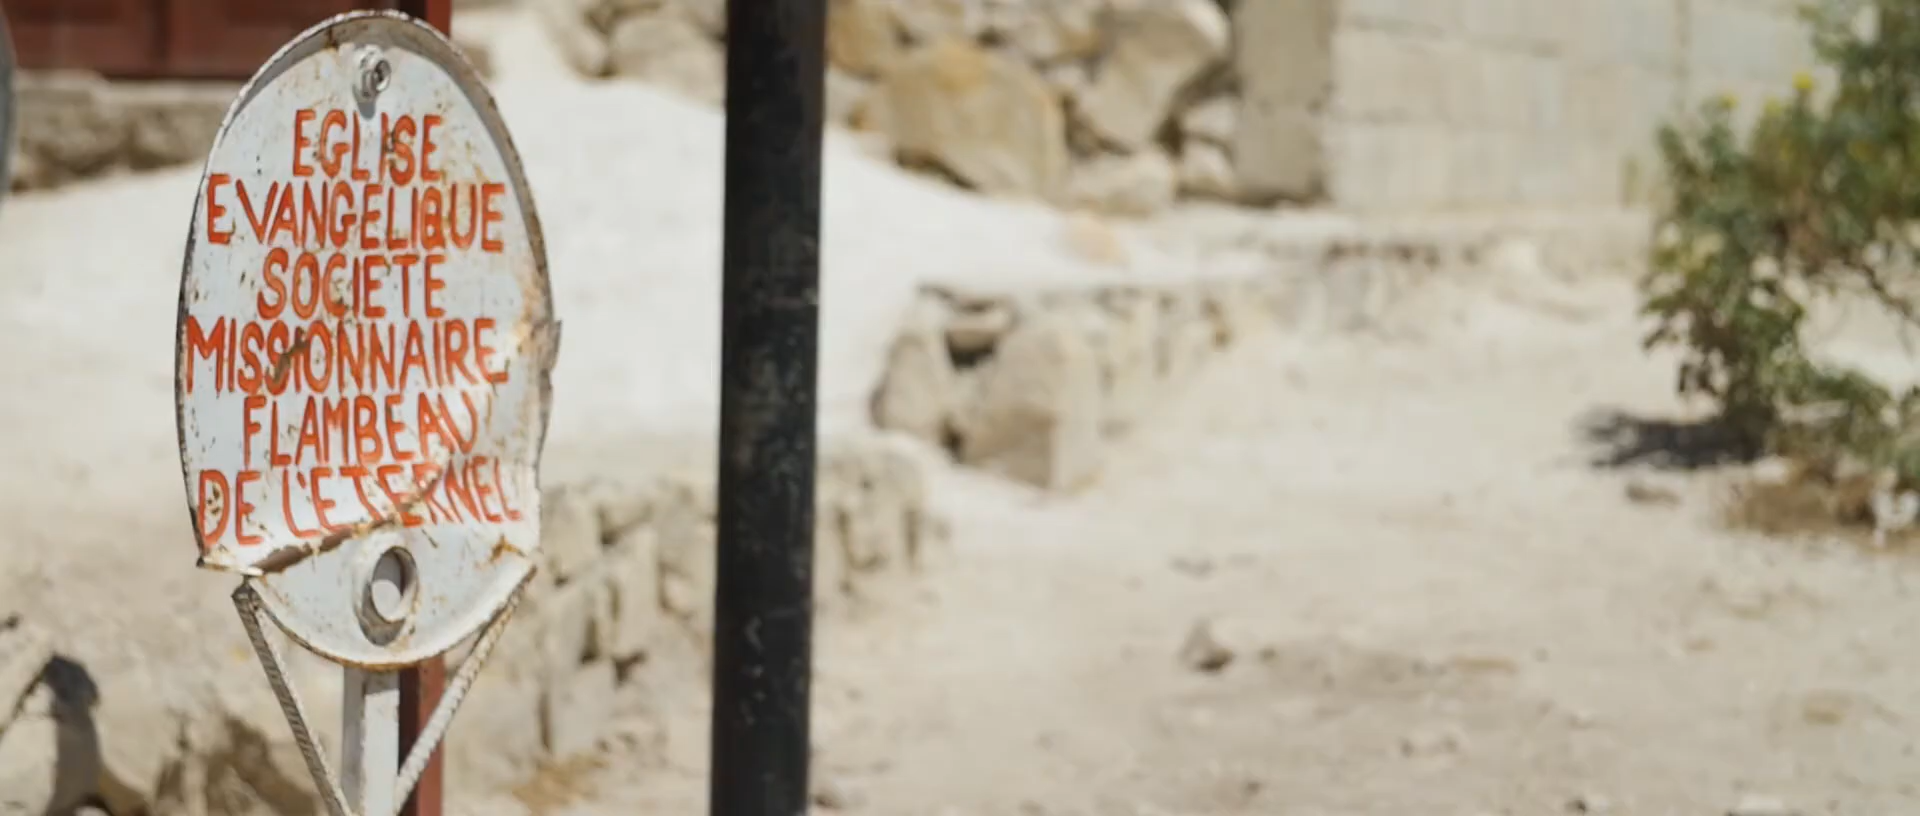 EGLISE
EVANGELIQUE
SOCIETE
MISSIONNAIRE
FLAMBEAU
DE L'ETERNEL